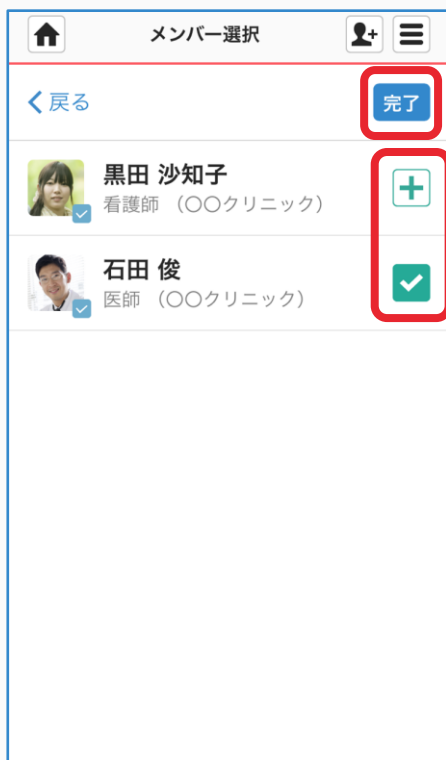 メンバー選択
戻る
完了
黒田 沙知子
看護師 （〇〇クリニック）
石田 俊
医師 （〇〇クリニック）